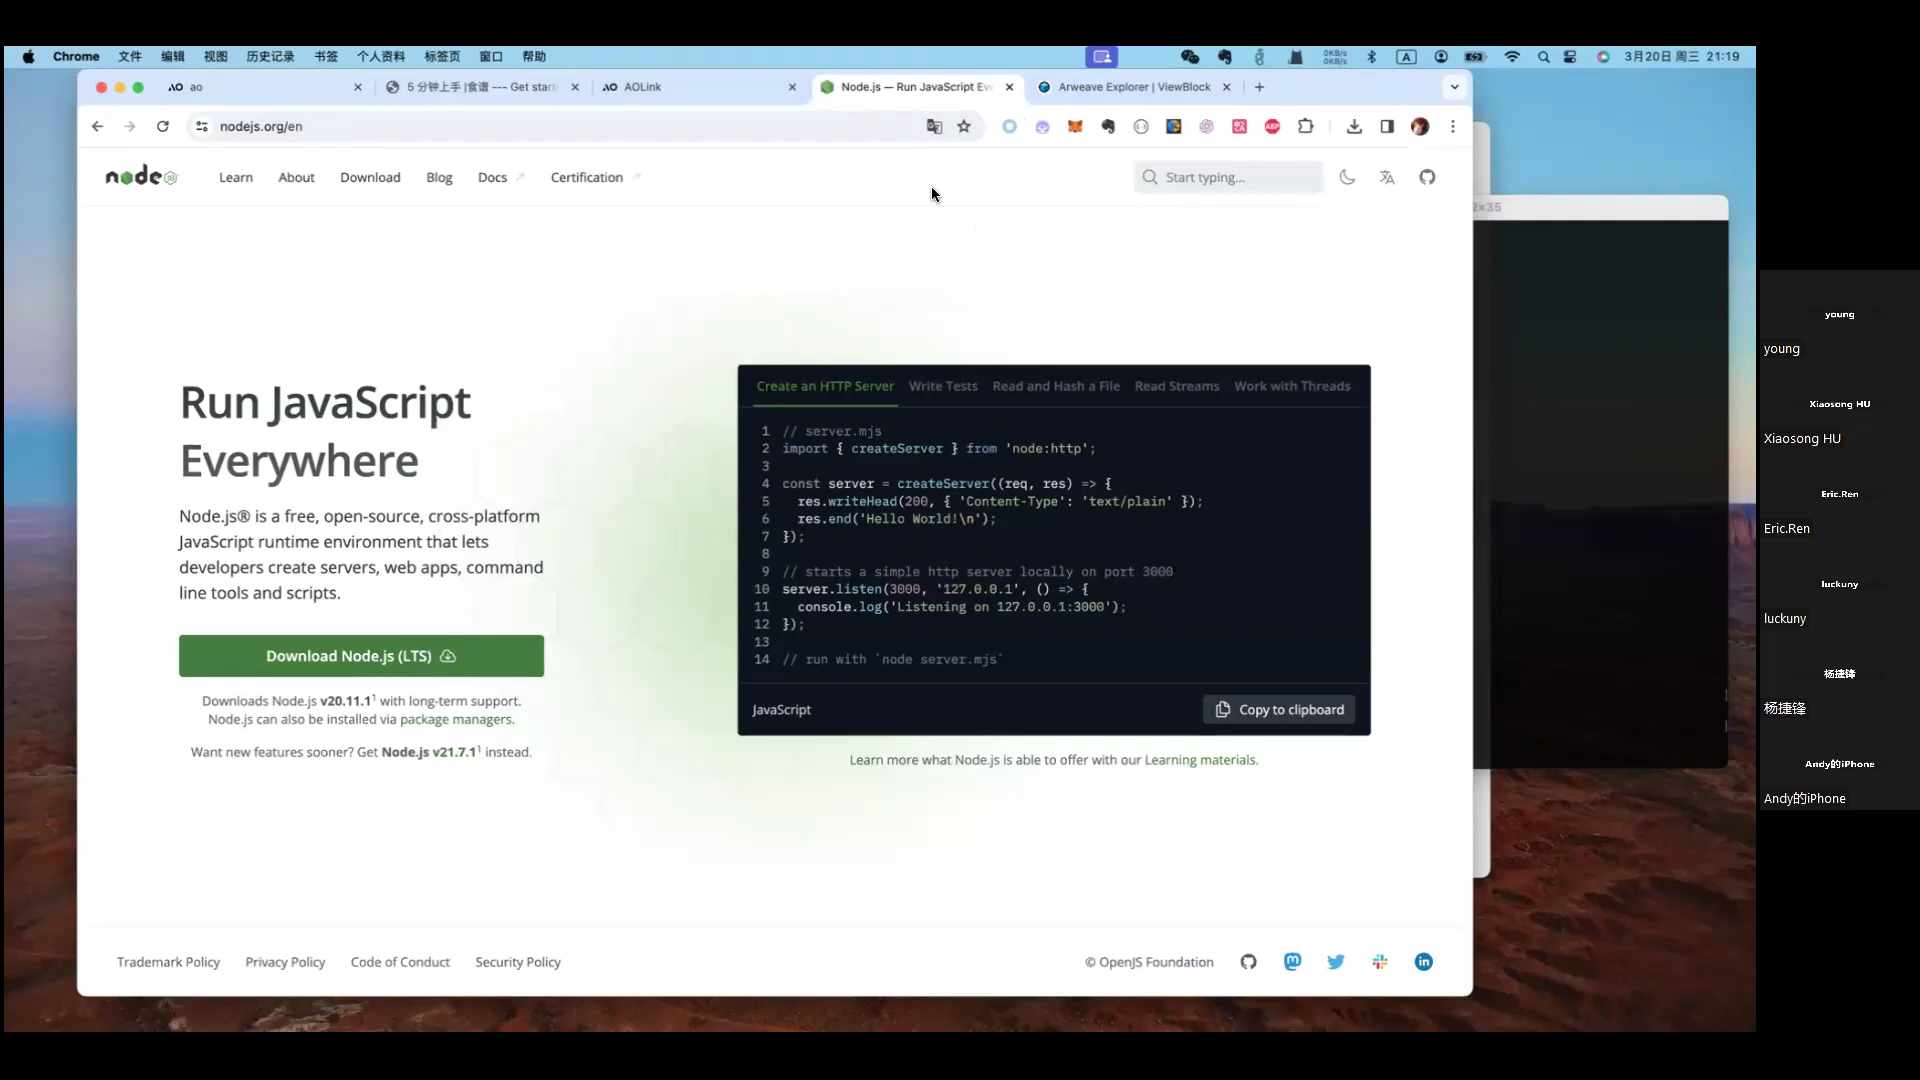 Chrome 文件 编辑 视图 历史记录 书签 个人资料 标签页 窗口 帮助
0KB/s
0KB/s
A
3月20日 周三 21:19
ao
5 分钟上手 |食谱 --- Get start
AOLink
Node.js — Run JavaScript Eve
Arweave Explorer | ViewBlock
nodejs.org/en
ABP
node
Learn About Download Blog Docs Certification
Start typing...
2×35
Run JavaScript
Everywhere
Node.js® is a free, open-source, cross-platform
JavaScript runtime environment that lets
developers create servers, web apps, command
line tools and scripts.
Download Node.js (LTS)
Downloads Node.js v20.11.1¹ with long-term support.
Node.js can also be installed via package managers.
Want new features sooner? Get Node.js v21.7.1¹ instead.
Create an HTTP Server Write Tests Read and Hash a File Read Streams Work with Threads
1 // server.mjs
2 import { createServer } from 'node:http';
3
4 const server = createServer((req, res) => {
5 res.writeHead(200, { 'Content-Type': 'text/plain' });
6 res.end('Hello World!\n');
7 });
8
9 // starts a simple http server locally on port 3000
10 server.listen(3000, '127.0.0.1', () => {
11 console.log('Listening on 127.0.0.1:3000');
12 });
13
14 // run with `node server.mjs`
JavaScript
Copy to clipboard
Learn more what Node.js is able to offer with our Learning materials.
Trademark Policy Privacy Policy Code of Conduct Security Policy
© OpenJS Foundation
young
young
Xiaosong HU
Xiaosong HU
Eric.Ren
Eric.Ren
luckuny
luckuny
杨捷锋
杨捷锋
Andy的iPhone
Andy的iPhone